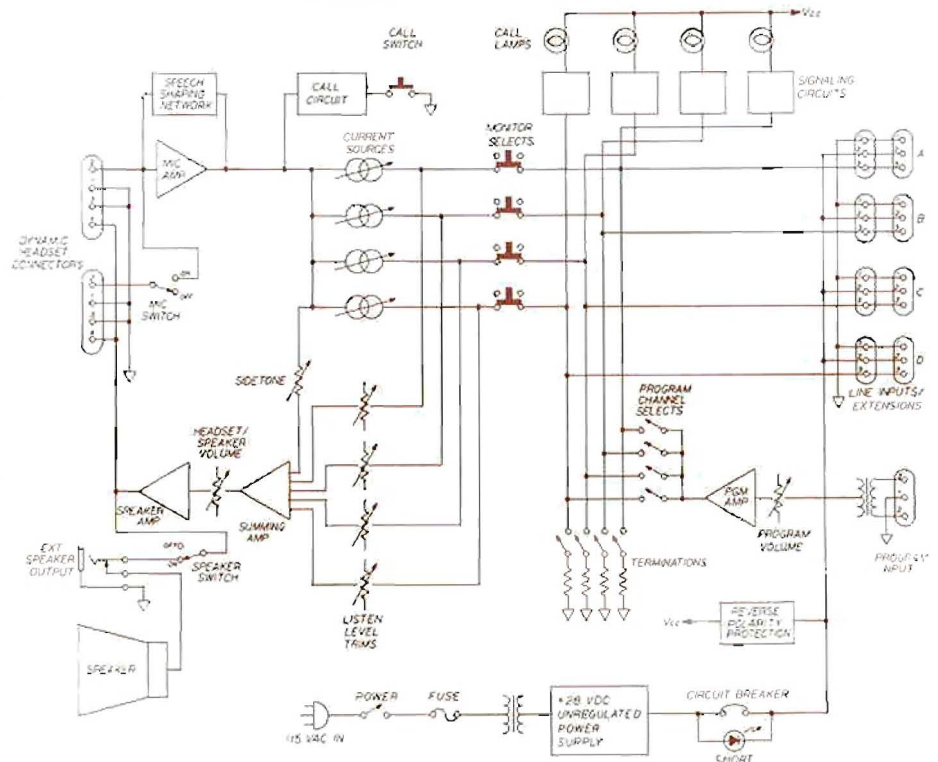 CALL
SWITCH
CALL
LAMPS
Vcc
SPEECH
SHAPING
NETWORK
CALL
CIRCUIT
SIGNALING
CIRCUITS
CURRENT
SOURCES
MONITOR
SELECTS
MIC
AMP
A
B
C
D
DYNAMIC
HEADSET
CONNECTORS
ON
OFF
MIC
SWITCH
SIDETONE
LINE INPUTS/
EXTENSIONS
PROGRAM
CHANNEL
SELECTS
HEADSET/
SPEAKER
VOLUME
SPEAKER
AMP
SUMMING
AMP
PGM
AMP
PROGRAM
VOLUME
PROGRAM
INPUT
EXT
SPEAKER
OUTPUT
OFF
ON
SPEAKER
SWITCH
TERMINATIONS
LISTEN
LEVEL
TRIMS
Vcc
REVERSE
POLARITY
PROTECTION
SPEAKER
POWER
FUSE
+28 VDC
UNREGULATED
POWER
SUPPLY
CIRCUIT BREAKER
115 VAC IN
SHORT